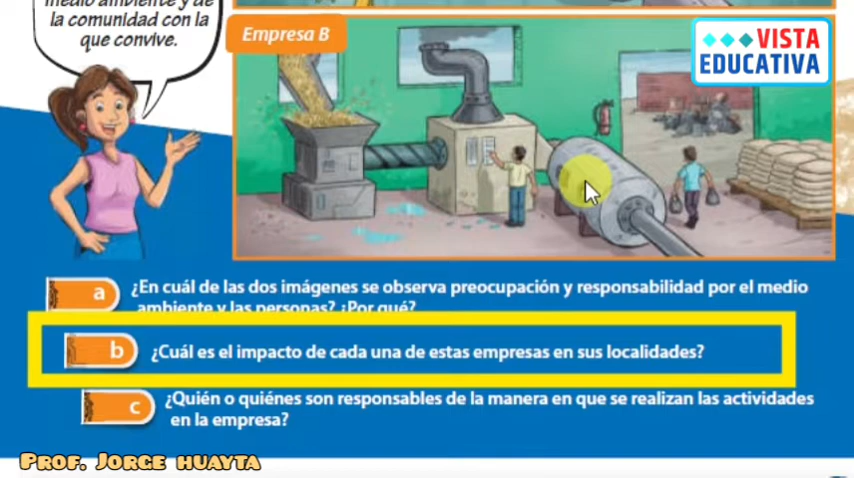 medio ambiente y de
la comunidad con la
que convive.
Empresa B
VISTA
EDUCATIVA
a
¿En cuál de las dos imágenes se observa preocupación y responsabilidad por el medio
ambiente y las personas? ¿Por qué?
b
¿Cuál es el impacto de cada una de estas empresas en sus localidades?
c
¿Quién o quiénes son responsables de la manera en que se realizan las actividades
en la empresa?
PROF. JORGE HUAYTA